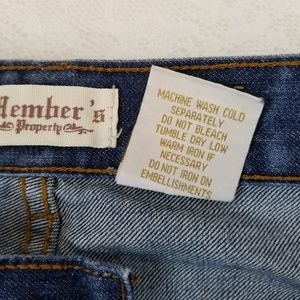 Member's
Property
MACHINE WASH COLD
SEPARATELY
DO NOT BLEACH
TUMBLE DRY LOW
WARM IRON IF
NECESSARY
DO NOT IRON ON
EMBELLISHMENTS